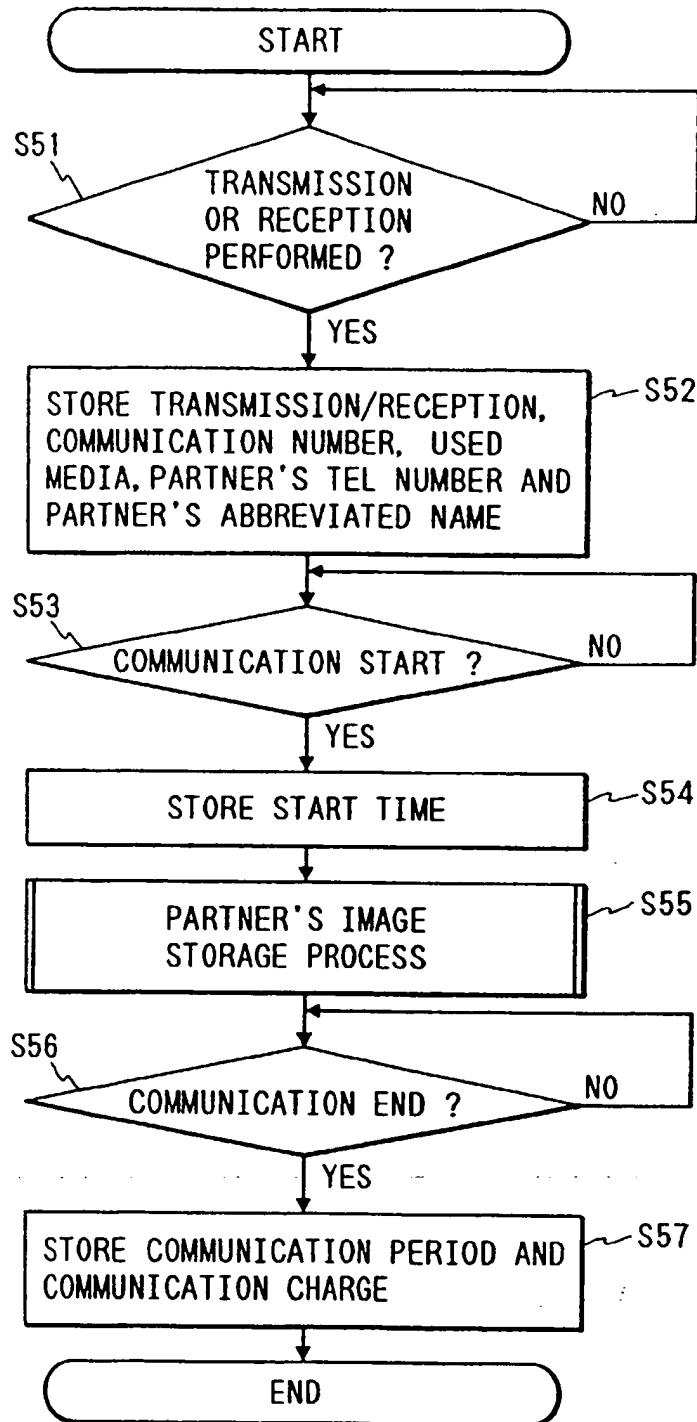 START
S51
TRANSMISSION
OR RECEPTION
PERFORMED ?
NO
YES
S52
STORE TRANSMISSION/RECEPTION,
COMMUNICATION NUMBER, USED
MEDIA, PARTNER'S TEL NUMBER AND
PARTNER'S ABBREVIATED NAME
S53
COMMUNICATION START ?
NO
YES
STORE START TIME
S54
PARTNER'S IMAGE
STORAGE PROCESS
S55
S56
COMMUNICATION END ?
NO
YES
STORE COMMUNICATION PERIOD AND
COMMUNICATION CHARGE
S57
END